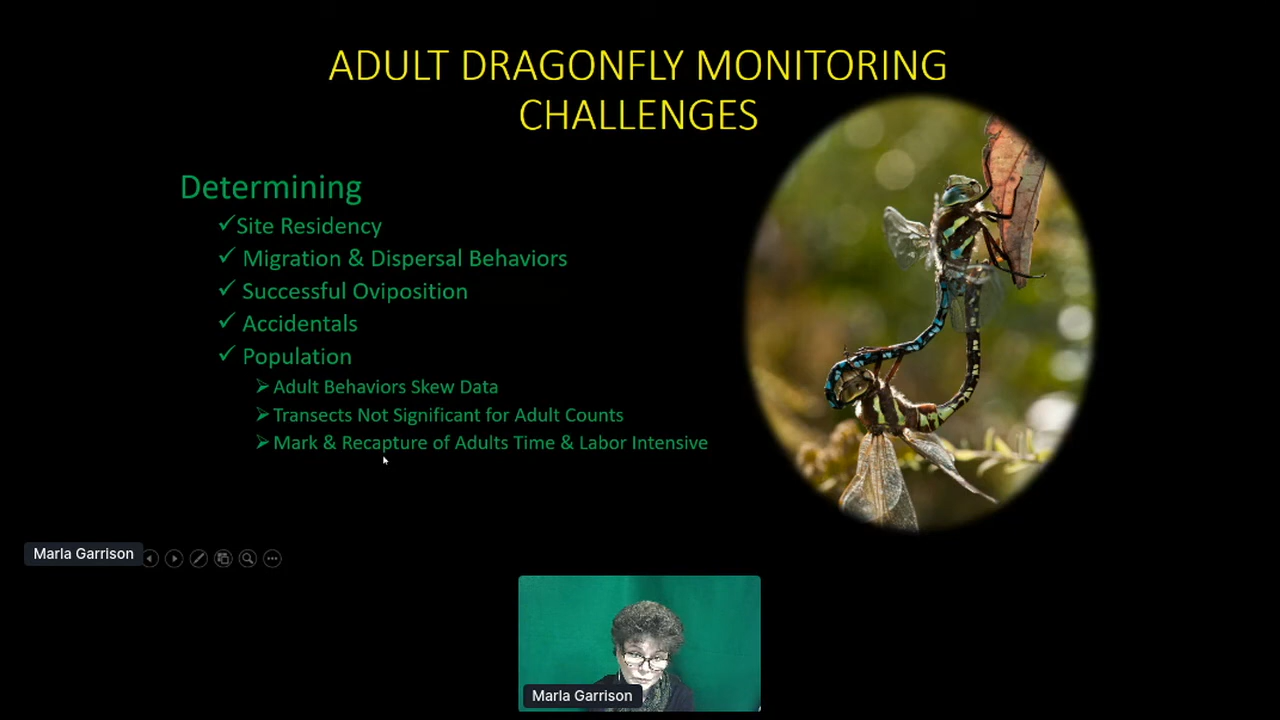 ADULT DRAGONFLY MONITORING
CHALLENGES
Determining
✓Site Residency
✓ Migration & Dispersal Behaviors
✓ Successful Oviposition
✓ Accidentals
✓ Population
➢Adult Behaviors Skew Data
➢Transects Not Significant for Adult Counts
➢Mark & Recapture of Adults Time & Labor Intensive
Marla Garrison
Marla Garrison